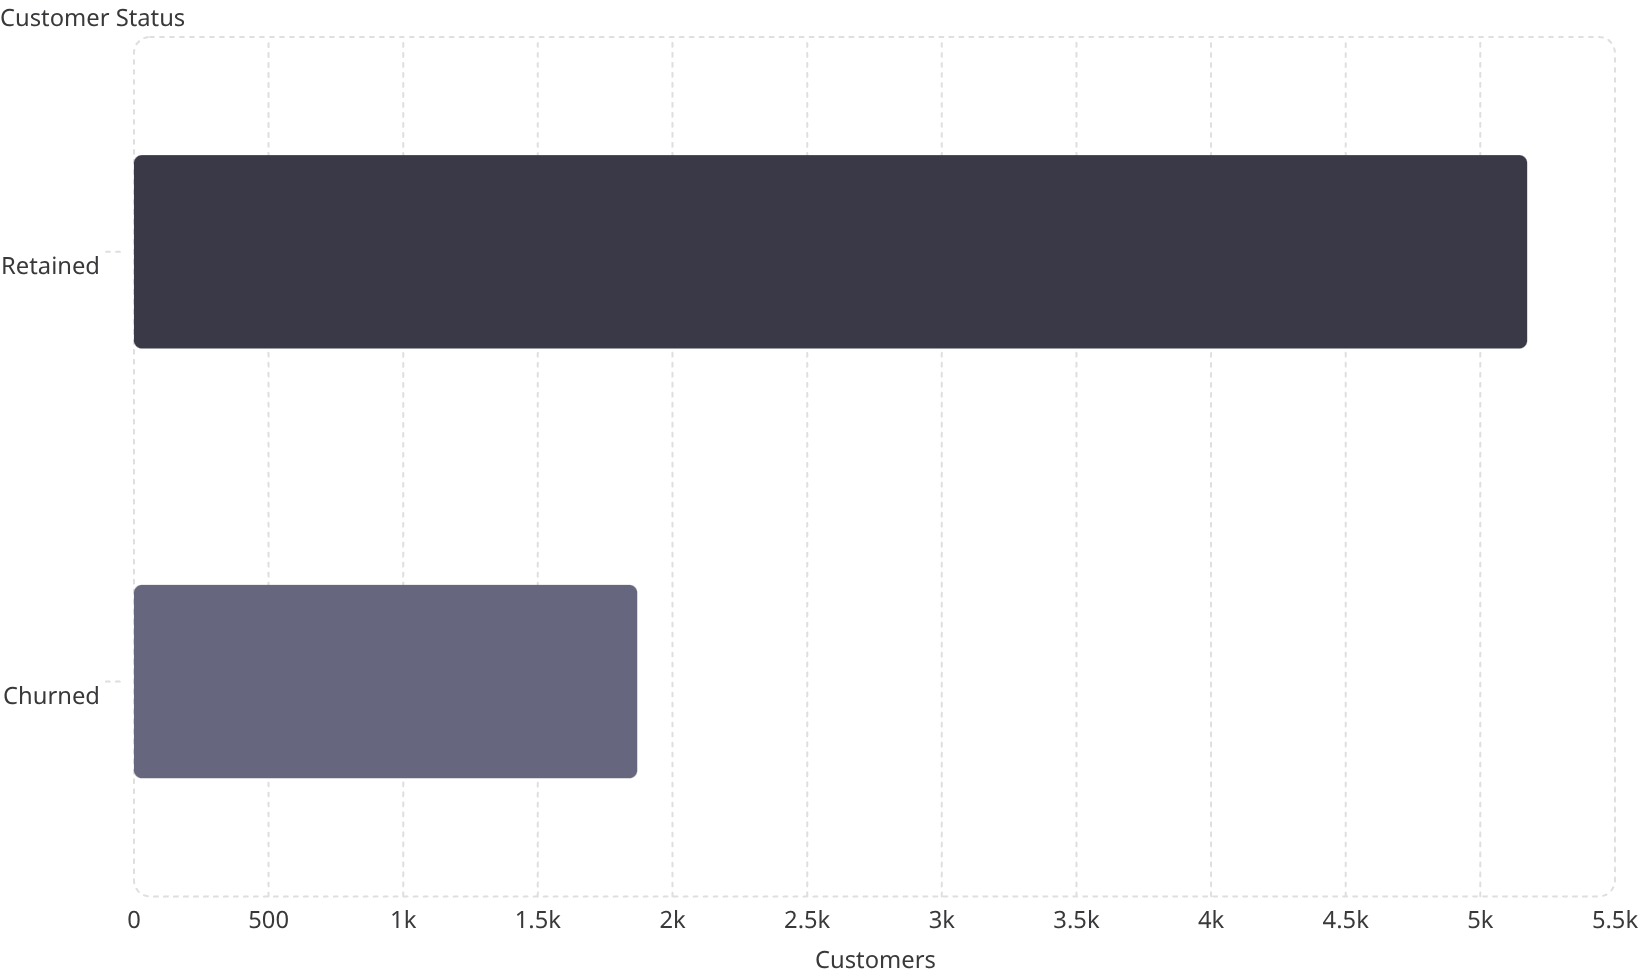 Customer Status
Retained
Churned
0 500 1k 1.5k 2k 2.5k 3k 3.5k 4k 4.5k 5k 5.5k
Customers